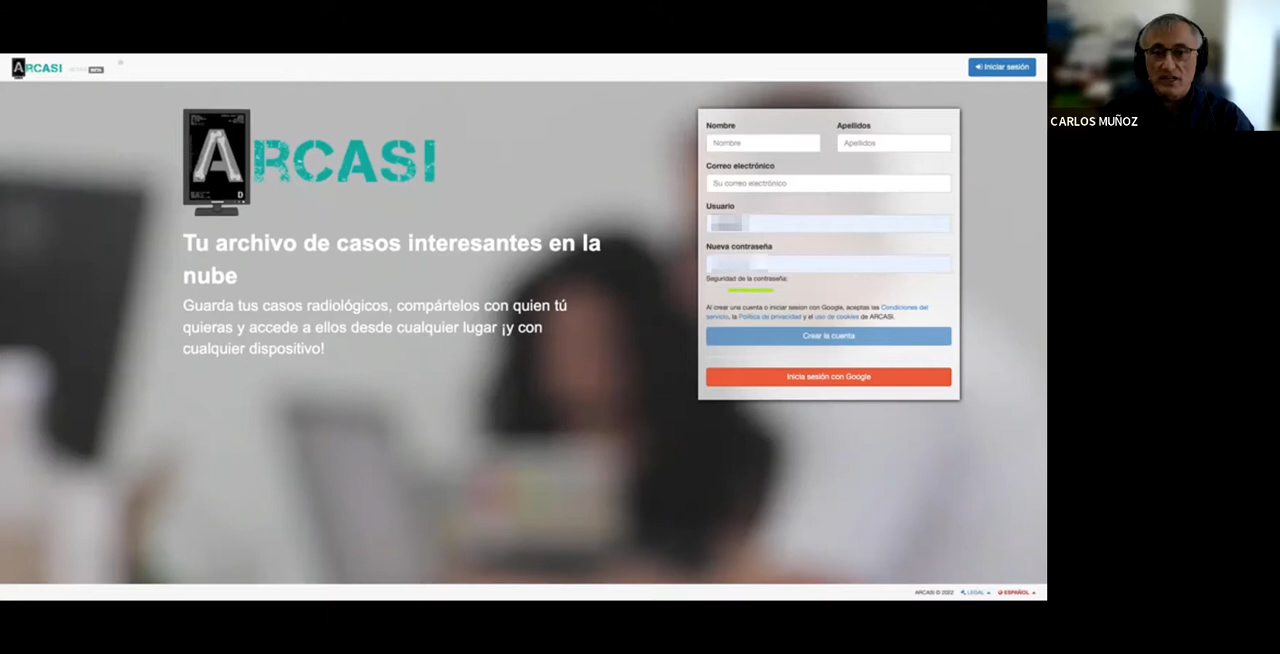 ARCASI
BETA
Iniciar sesión
CARLOS MUÑOZ
ARCASI
D
Tu archivo de casos interesantes en la
nube
Guarda tus casos radiológicos, compártelos con quien tú
quieras y accede a ellos desde cualquier lugar ¡y con
cualquier dispositivo!
Nombre Apellidos
Nombre Apellidos
Correo electrónico
Su correo electrónico
Usuario
Nueva contraseña
Seguridad de la contraseña:
Al crear una cuenta o iniciar sesion con Google, aceptas las Condiciones del
servicio, la Política de privacidad y el uso de cookies de ARCASI.
Crear la cuenta
Inicia sesión con Google
ARCASI © 2022 LEGAL ESPAÑOL